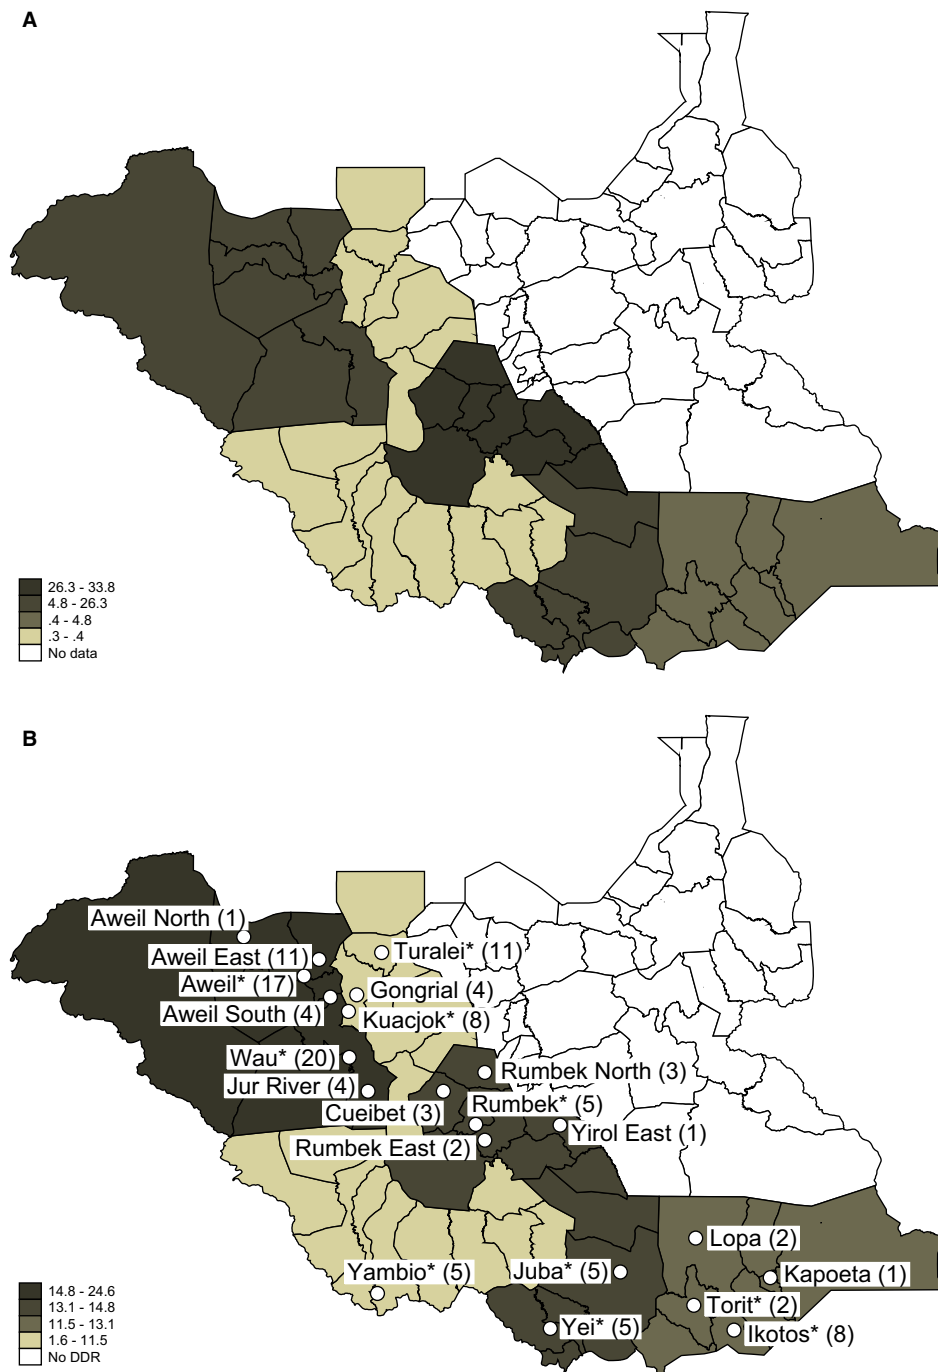 A
26.3 - 33.8
4.8 - 26.3
.4 - 4.8
.3 - .4
No data
B
Aweil North (1)
Aweil East (11)
Turalei* (11)
Aweil* (17)
Gongrial (4)
Aweil South (4)
Kuacjok* (8)
Wau* (20)
Rumbek North (3)
Jur River (4)
Cueibet (3)
Rumbek* (5)
Yirol East (1)
Rumbek East (2)
Lopa (2)
Yambio* (5)
Juba* (5)
Kapoeta (1)
Torit* (2)
Yei* (5)
Ikotos* (8)
14.8 - 24.6
13.1 - 14.8
11.5 - 13.1
1.6 - 11.5
No DDR